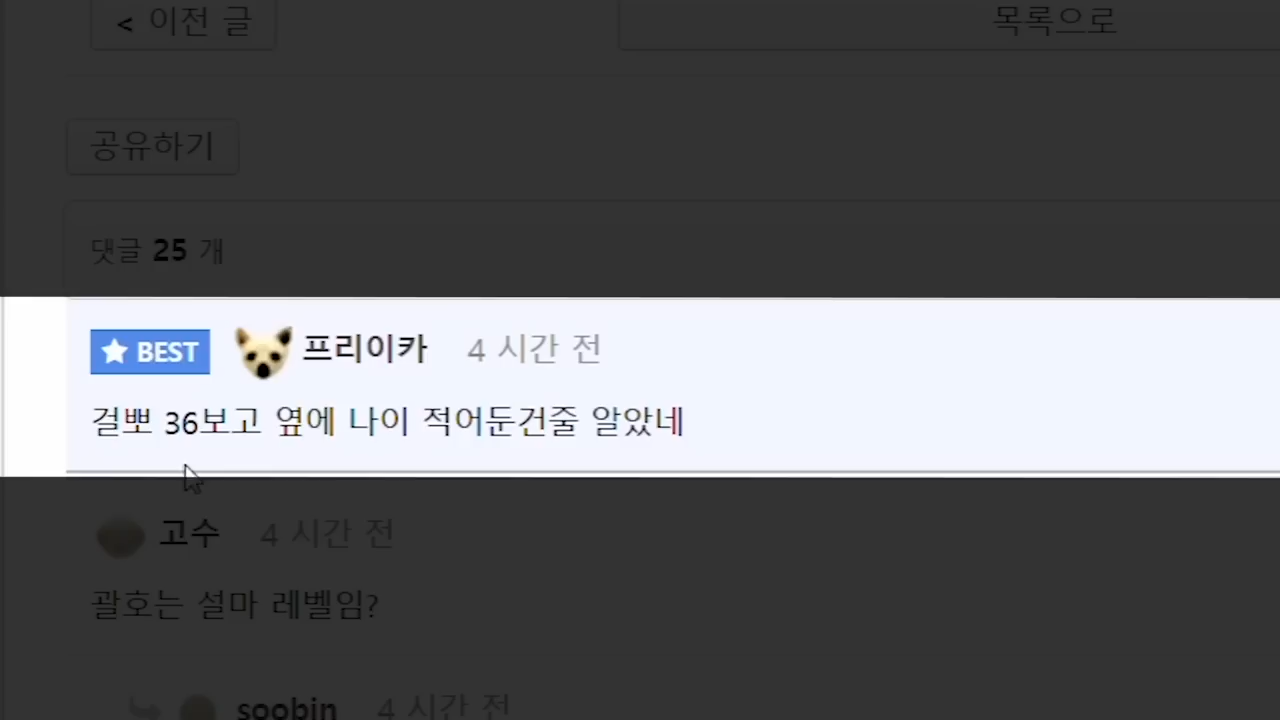 < 이전 글
목록으로
공유하기
댓글 25 개
BEST 프리이카 4 시간 전
걸뽀 36보고 옆에 나이 적어둔건줄 알았네
고수 4 시간 전
괄호는 설마 레벨임?
soobin 4 시간 전